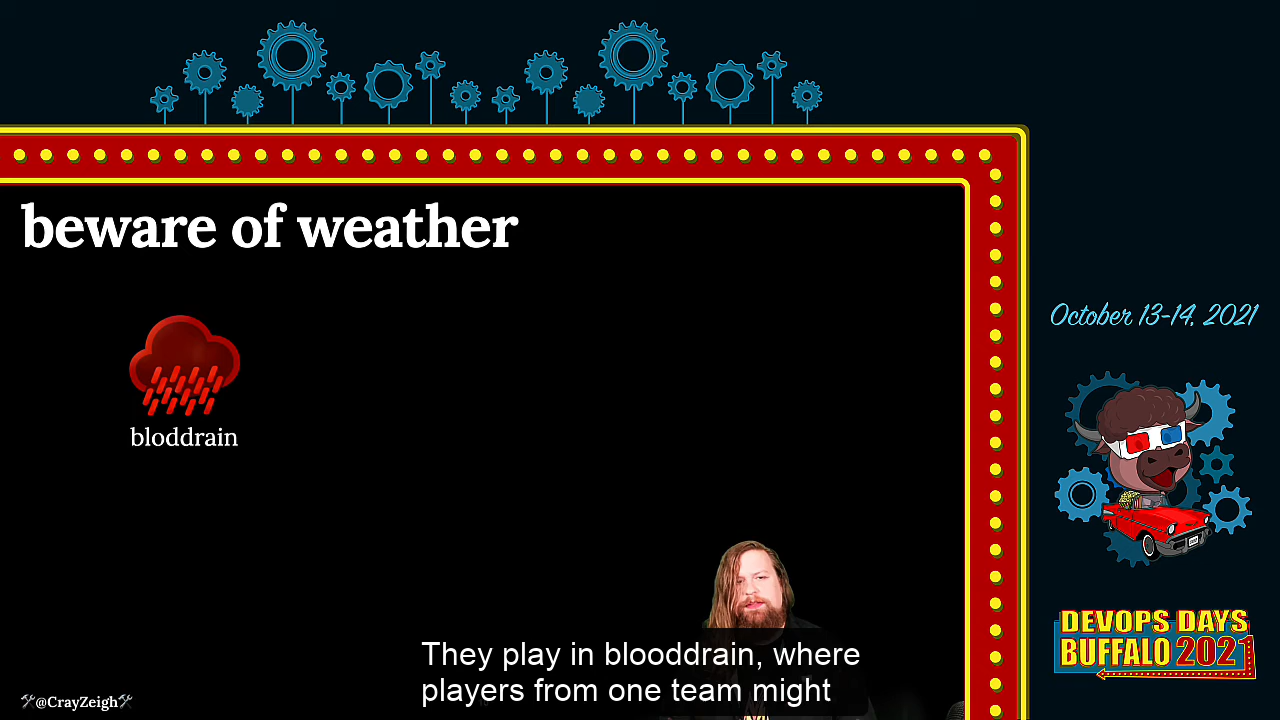 beware of weather
bloddrain
October 13-14, 2021
DEVOPS DAYS
BUFFALO 2021
They play in blooddrain, where
players from one team might
@CrayZeigh